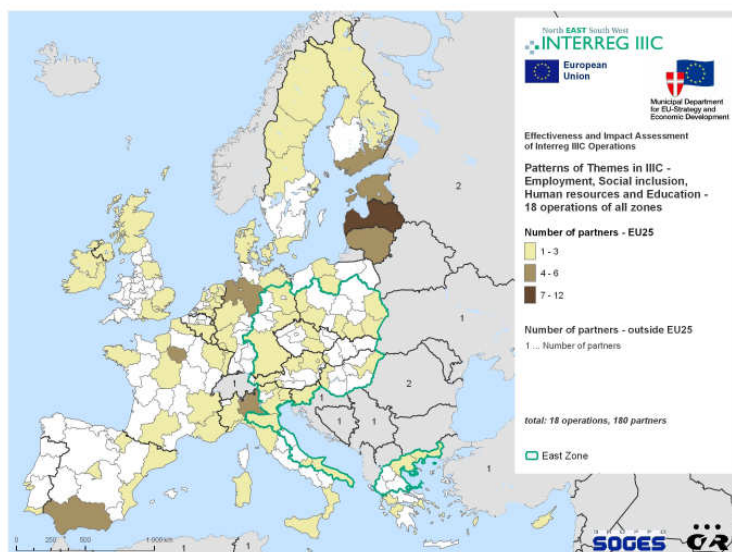 North EAST South West
INTERREG IIIC
European
Union
Municipal Department
for EU-Strategy and
Economic Development
Effectiveness and Impact Assessment
of Interreg IIIC Operations
Patterns of Themes in IIIC -
Employment, Social inclusion,
Human resources and Education -
18 operations of all zones
Number of partners - EU25
1 - 3
4 - 6
7 - 12
Number of partners - outside EU25
1 ... Number of partners
total: 18 operations, 180 partners
East Zone
2
1
1
2
1
1
1
1
1
1
0
250
500
1 000 km
GRUPPO
SOGES